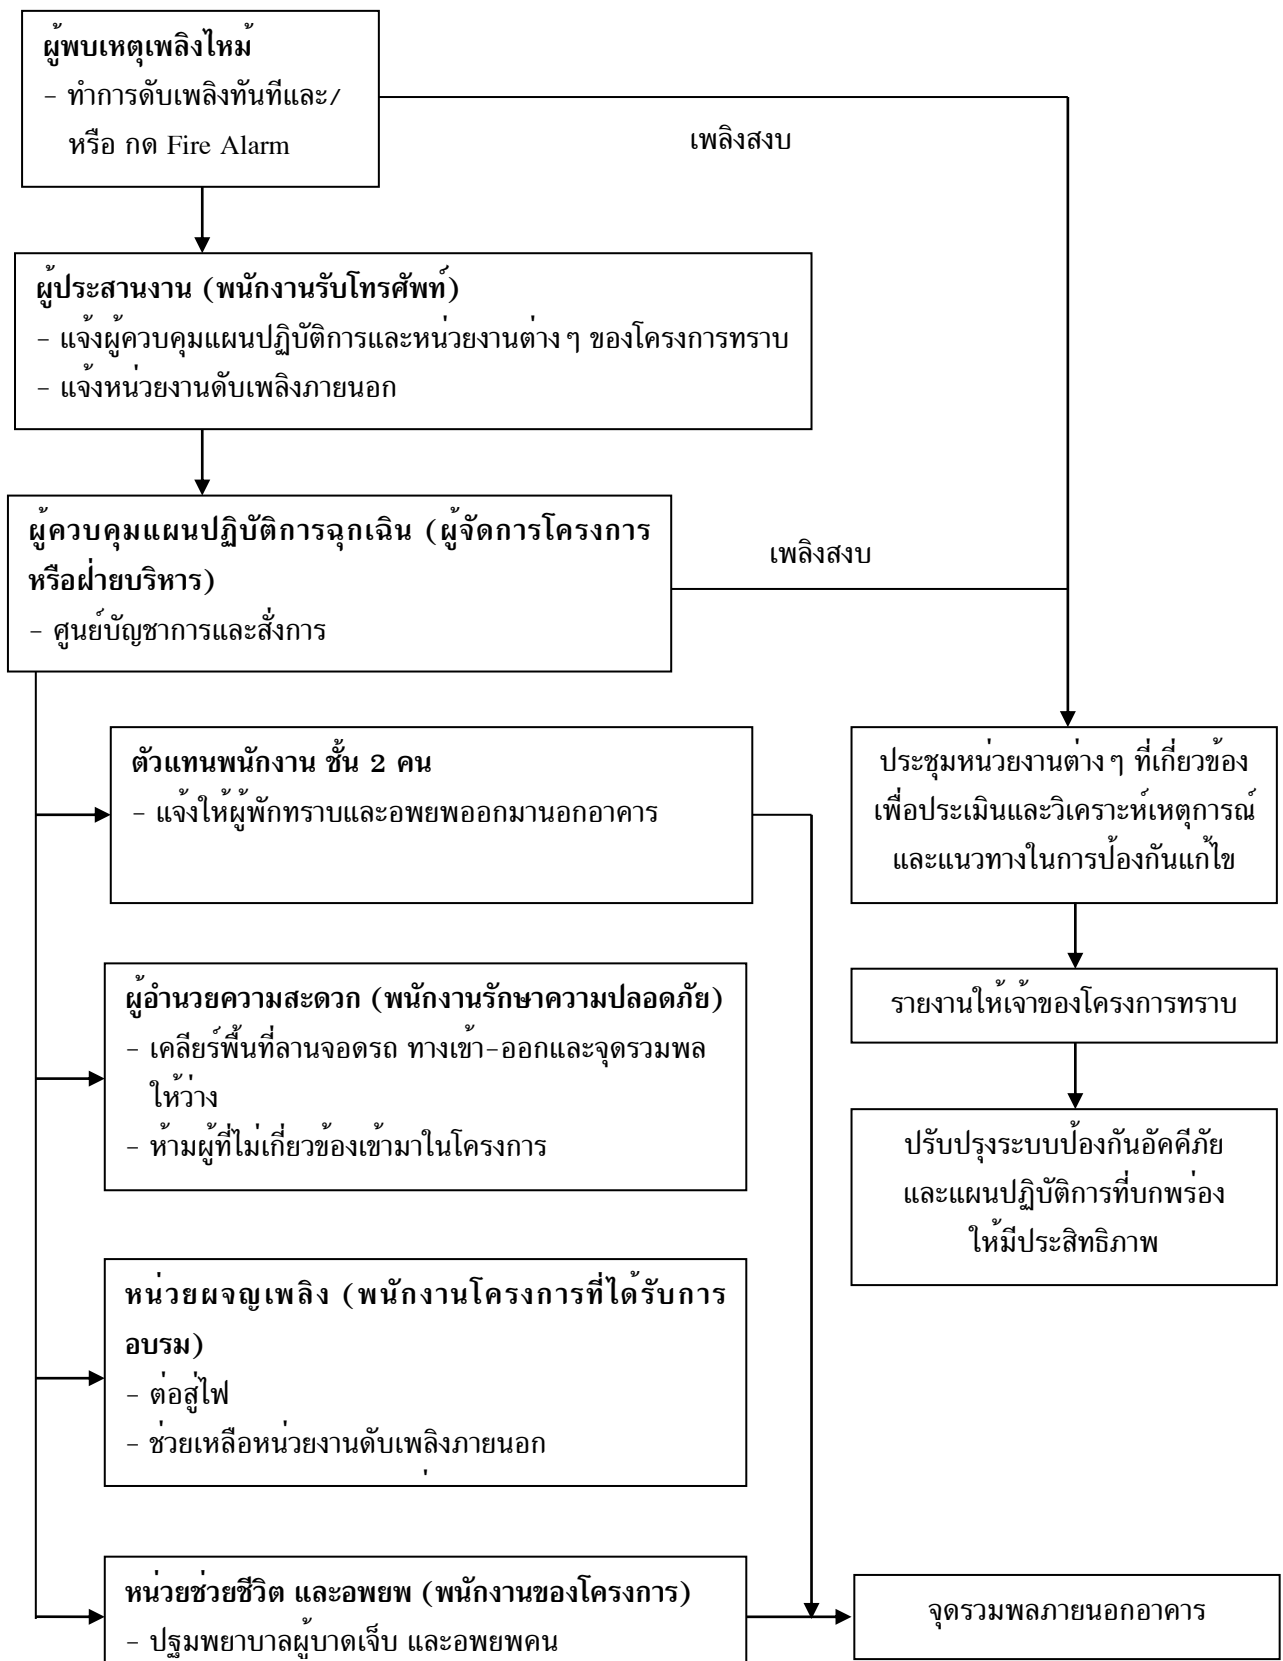 ผู้พบเหตุเพลิงไหม้
- ทำการดับเพลิงทันทีและ/
หรือ กด Fire Alarm
เพลิงสงบ
ผู้ประสานงาน (พนักงานรับโทรศัพท์)
- แจ้งผู้ควบคุมแผนปฏิบัติการและหน่วยงานต่าง ๆ ของโครงการทราบ
- แจ้งหน่วยงานดับเพลิงภายนอก
ผู้ควบคุมแผนปฏิบัติการฉุกเฉิน (ผู้จัดการโครงการ
หรือฝ่ายบริหาร)
- ศูนย์บัญชาการและสั่งการ
เพลิงสงบ
ตัวแทนพนักงาน ชั้น 2 คน
- แจ้งให้ผู้พักทราบและอพยพออกมานอกอาคาร
ประชุมหน่วยงานต่าง ๆ ที่เกี่ยวข้อง
เพื่อประเมินและวิเคราะห์เหตุการณ์
และแนวทางในการป้องกันแก้ไข
ผู้อำนวยความสะดวก (พนักงานรักษาความปลอดภัย)
- เคลียร์พื้นที่ลานจอดรถ ทางเข้า-ออกและจุดรวมพล
ให้ว่าง
- ห้ามผู้ที่ไม่เกี่ยวข้องเข้ามาในโครงการ
รายงานให้เจ้าของโครงการทราบ
ปรับปรุงระบบป้องกันอัคคีภัย
และแผนปฏิบัติการที่บกพร่อง
ให้มีประสิทธิภาพ
หน่วยผจญเพลิง (พนักงานโครงการที่ได้รับการ
อบรม)
- ต่อสู้ไฟ
- ช่วยเหลือหน่วยงานดับเพลิงภายนอก
หน่วยช่วยชีวิต และอพยพ (พนักงานของโครงการ)
- ปฐมพยาบาลผู้บาดเจ็บ และอพยพคน
จุดรวมพลภายนอกอาคาร